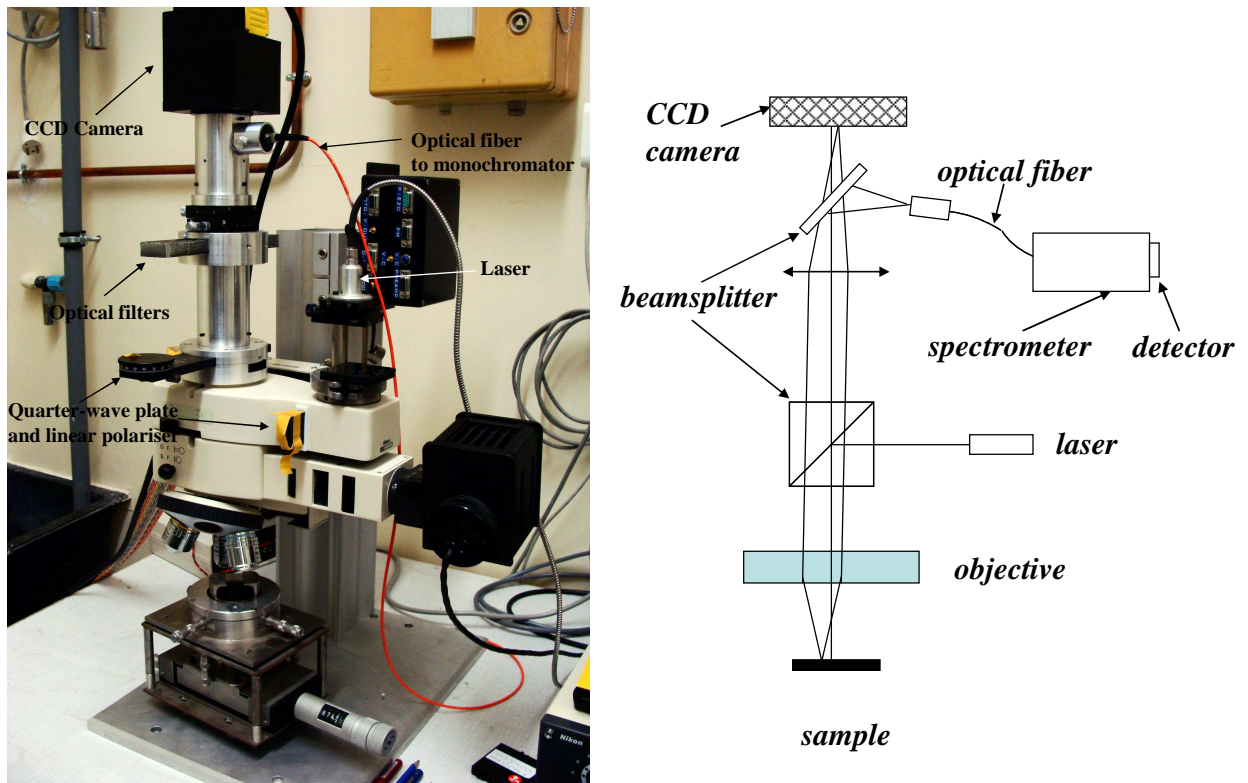 CCD Camera
Optical fiber
to monochromator
Laser
Optical filters
Quarter-wave plate
and linear polariser
D.F.
B.F.
Nikon
CCD
camera
optical fiber
beamsplitter
spectrometer
detector
laser
objective
sample